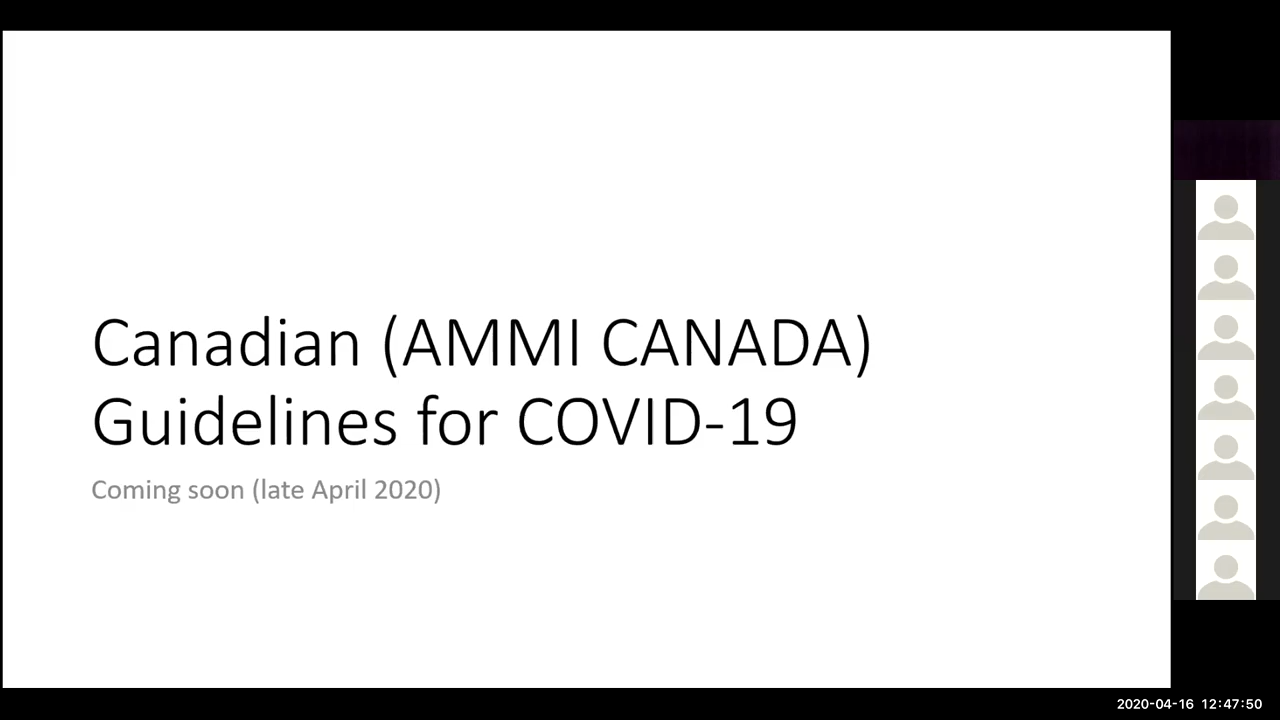 Canadian (AMMI CANADA)
Guidelines for COVID-19
Coming soon (late April 2020)
2020-04-16 12:47:50